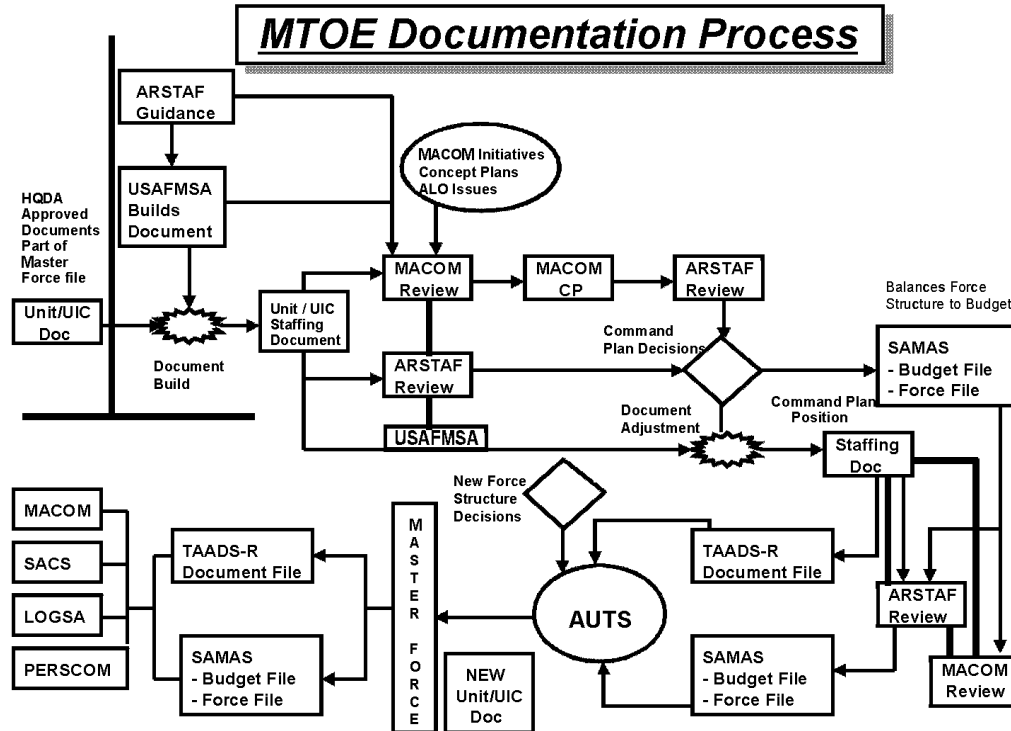 MTOE Documentation Process
ARSTAF
Guidance
MACOM Initiatives
Concept Plans
ALO Issues
USAFMSA
Builds
Document
HQDA
Approved
Documents
Part of
Master
Force file
Unit/UIC
Doc
Document
Build
Unit / UIC
Staffing
Document
MACOM
Review
MACOM
CP
ARSTAF
Review
Balances Force
Structure to Budget
Command
Plan Decisions
SAMAS
- Budget File
- Force File
ARSTAF
Review
USAFMSA
Document
Adjustment
Command Plan
Position
Staffing
Doc
New Force
Structure
Decisions
MACOM
SACS
LOGSA
PERSCOM
TAADS-R
Document File
SAMAS
- Budget File
- Force File
M
A
S
T
E
R
F
O
R
C
E
NEW
Unit/UIC
Doc
AUTS
TAADS-R
Document File
SAMAS
- Budget File
- Force File
ARSTAF
Review
MACOM
Review